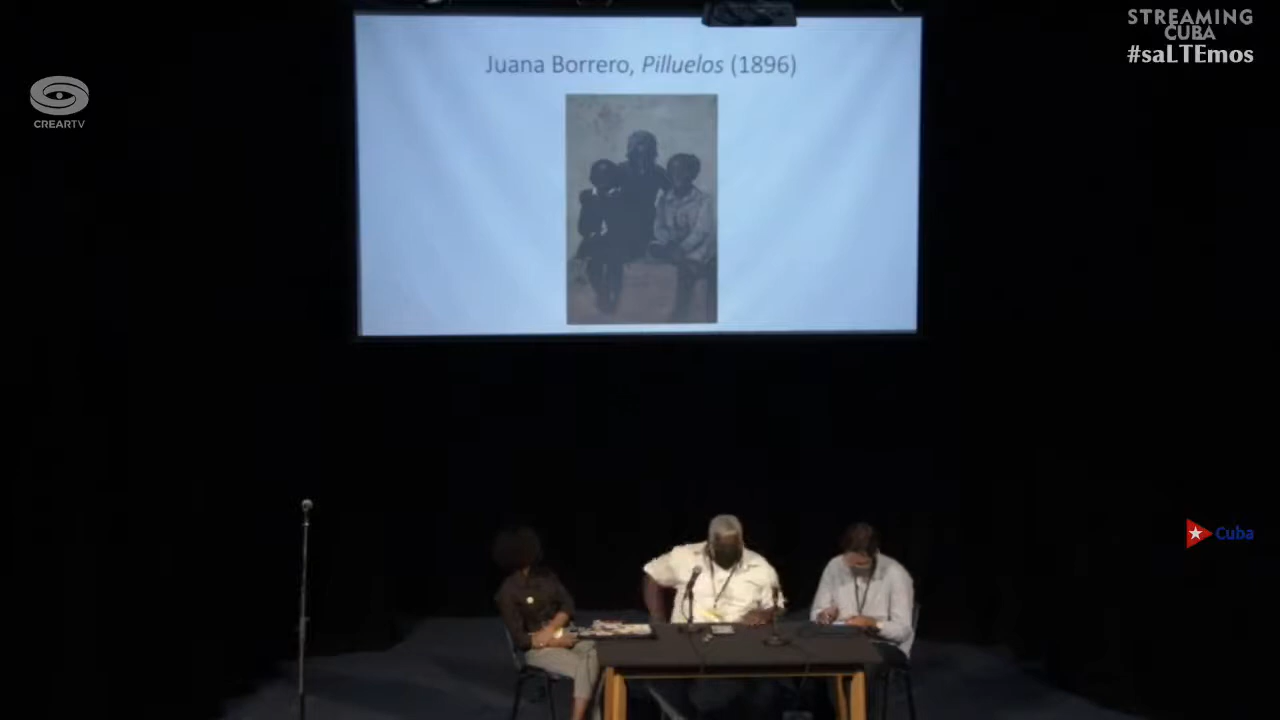 STREAMING
CUBA
#saLTEmos
CREARTV
Juana Borrero, Pilluelos (1896)
Cuba